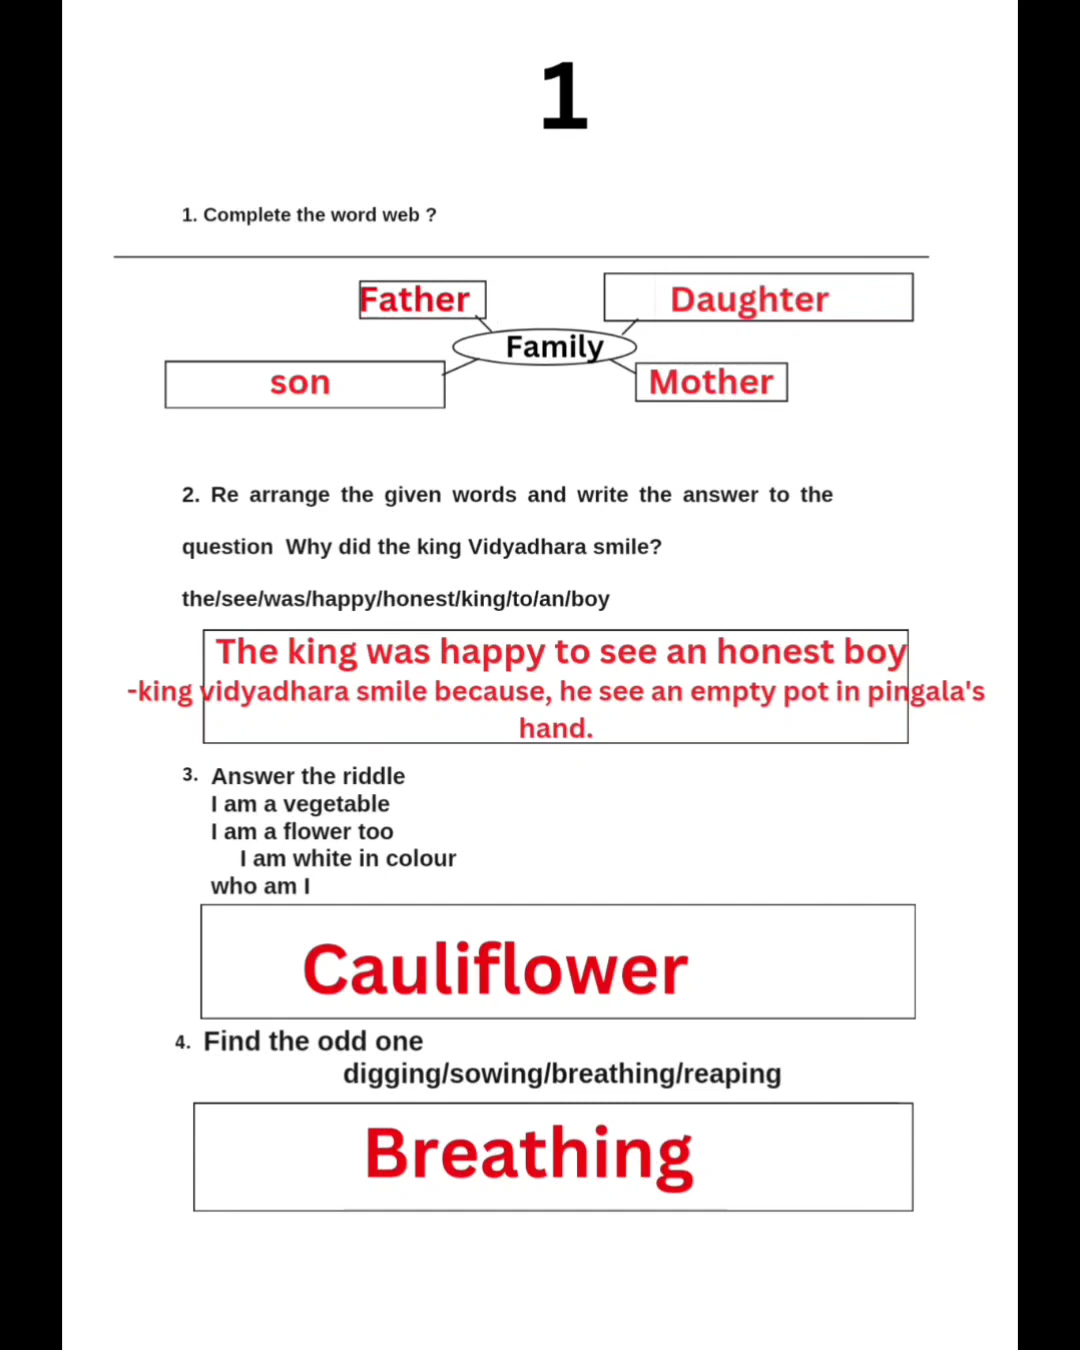 1
1. Complete the word web ?
Father
Daughter
Family
son
Mother
2. Re arrange the given words and write the answer to the
question Why did the king Vidyadhara smile?
the/see/was/happy/honest/king/to/an/boy
The king was happy to see an honest boy
-king vidyadhara smile because, he see an empty pot in pingala's
hand.
3. Answer the riddle
I am a vegetable
I am a flower too
I am white in colour
who am I
Cauliflower
4. Find the odd one
digging/sowing/breathing/reaping
Breathing